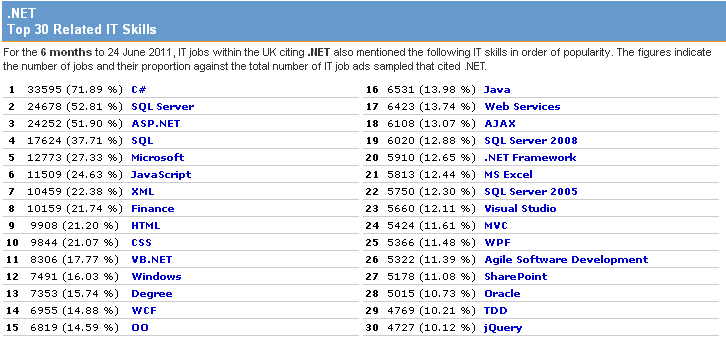 .NET
Top 30 Related IT Skills
For the 6 months to 24 June 2011, IT jobs within the UK citing .NET also mentioned the following IT skills in order of popularity. The figures indicate
the number of jobs and their proportion against the total number of IT job ads sampled that cited .NET.
1 33595 (71.89 %) C#
2 24678 (52.81 %) SQL Server
3 24252 (51.90 %) ASP.NET
4 17624 (37.71 %) SQL
5 12773 (27.33 %) Microsoft
6 11509 (24.63 %) JavaScript
7 10459 (22.38 %) XML
8 10159 (21.74 %) Finance
9 9908 (21.20 %) HTML
10 9844 (21.07 %) CSS
11 8306 (17.77 %) VB.NET
12 7491 (16.03 %) Windows
13 7353 (15.74 %) Degree
14 6955 (14.88 %) WCF
15 6819 (14.59 %) OO
16 6531 (13.98 %) Java
17 6423 (13.74 %) Web Services
18 6108 (13.07 %) AJAX
19 6020 (12.88 %) SQL Server 2008
20 5910 (12.65 %) .NET Framework
21 5813 (12.44 %) MS Excel
22 5750 (12.30 %) SQL Server 2005
23 5660 (12.11 %) Visual Studio
24 5424 (11.61 %) MVC
25 5366 (11.48 %) WPF
26 5322 (11.39 %) Agile Software Development
27 5178 (11.08 %) SharePoint
28 5015 (10.73 %) Oracle
29 4769 (10.21 %) TDD
30 4727 (10.12 %) jQuery